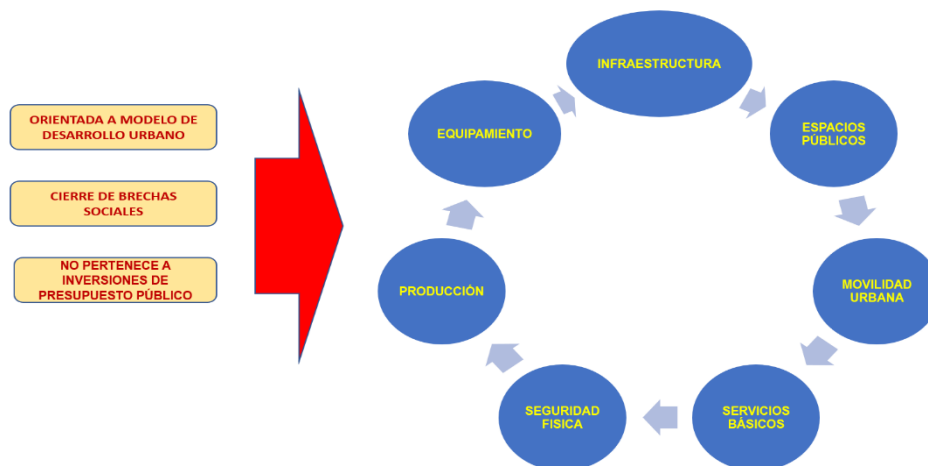 ORIENTADA A MODELO DE
DESARROLLO URBANO
CIERRE DE BRECHAS
SOCIALES
NO PERTENECE A
INVERSIONES DE
PRESUPUESTO PÚBLICO
INFRAESTRUCTURA
ESPACIOS
PÚBLICOS
MOVILIDAD
URBANA
SERVICIOS
BÁSICOS
SEGURIDAD
FISICA
PRODUCCIÓN
EQUIPAMIENTO